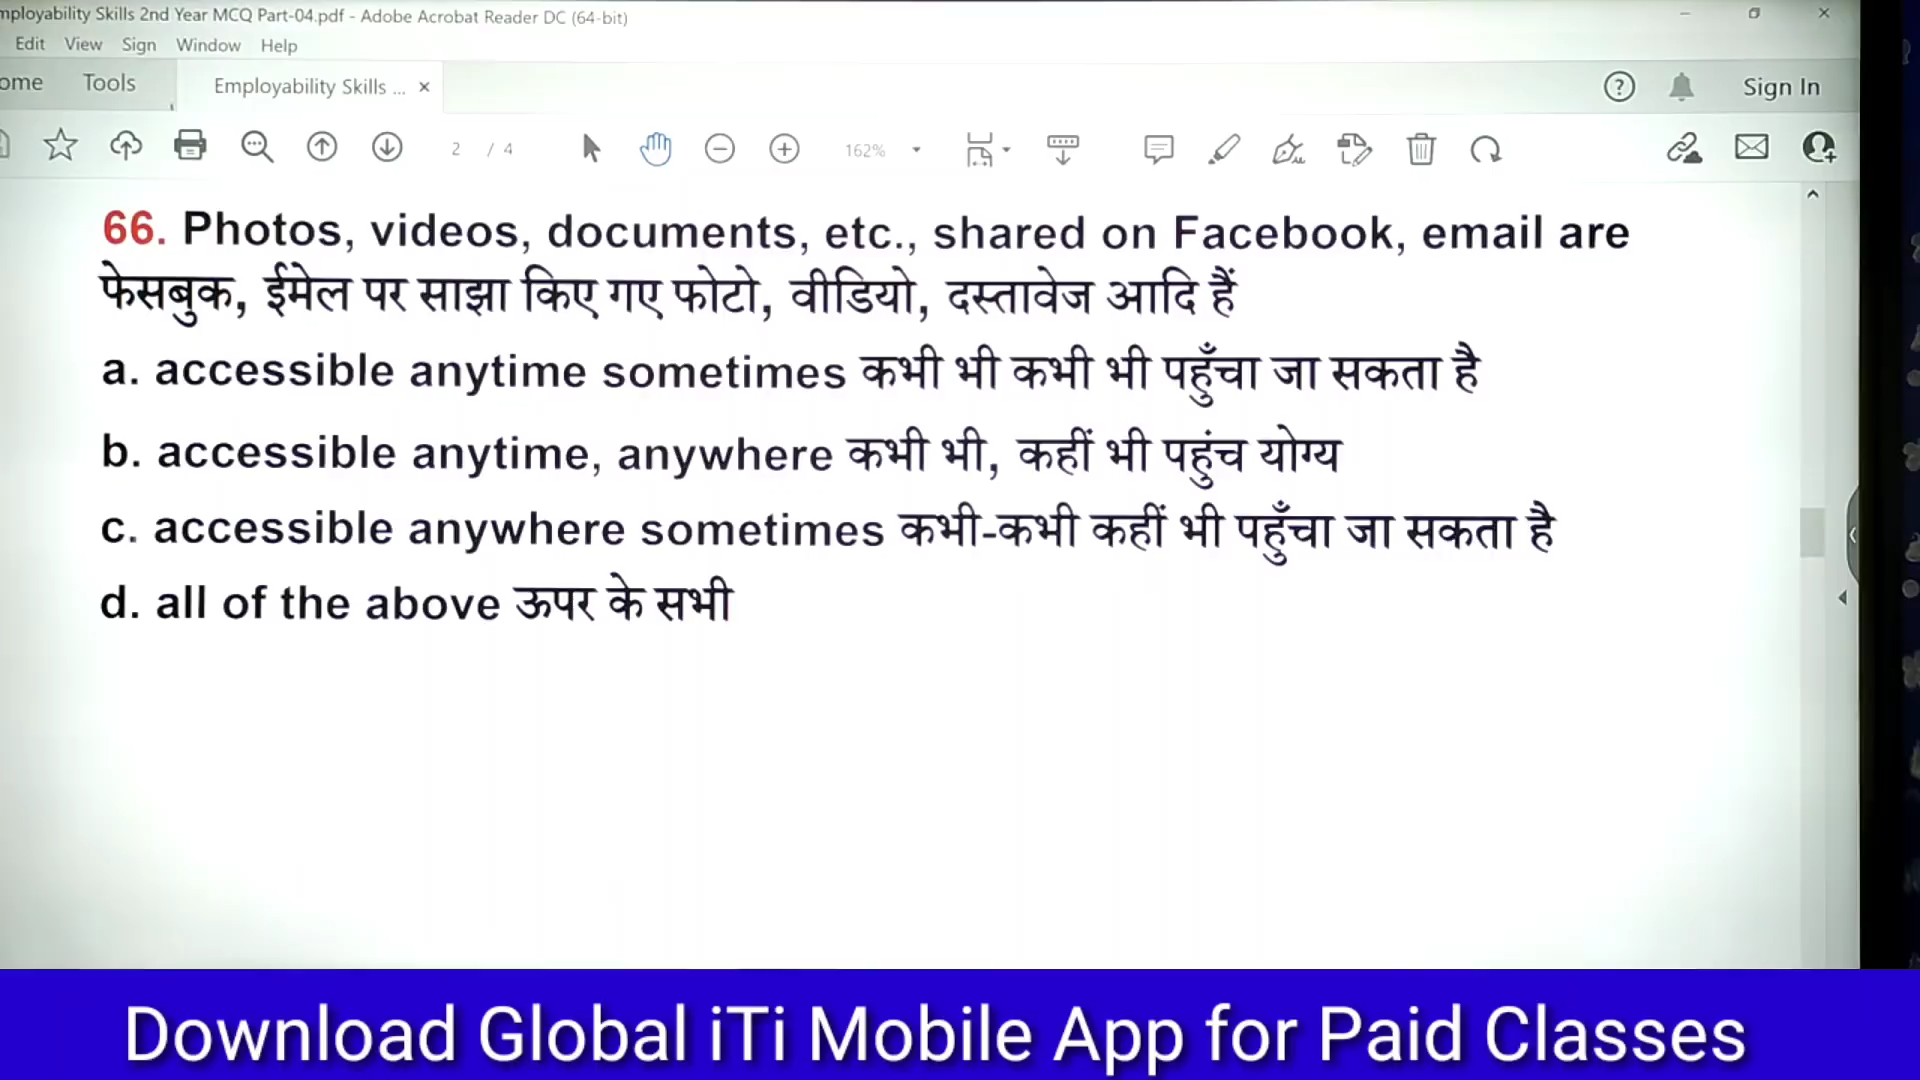 mployability Skills 2nd Year MCQ Part-04.pdf - Adobe Acrobat Reader DC (64-bit)
Edit View Sign Window Help
ome Tools Employability Skills ... × Sign In
2 / 4 162%
66. Photos, videos, documents, etc., shared on Facebook, email are
फेसबुक, ईमेल पर साझा किए गए फोटो, वीडियो, दस्तावेज आदि हैं
a. accessible anytime sometimes कभी भी कभी भी पहुँचा जा सकता है
b. accessible anytime, anywhere कभी भी, कहीं भी पहुंच योग्य
c. accessible anywhere sometimes कभी-कभी कहीं भी पहुँचा जा सकता है
d. all of the above ऊपर के सभी
Download Global iTi Mobile App for Paid Classes